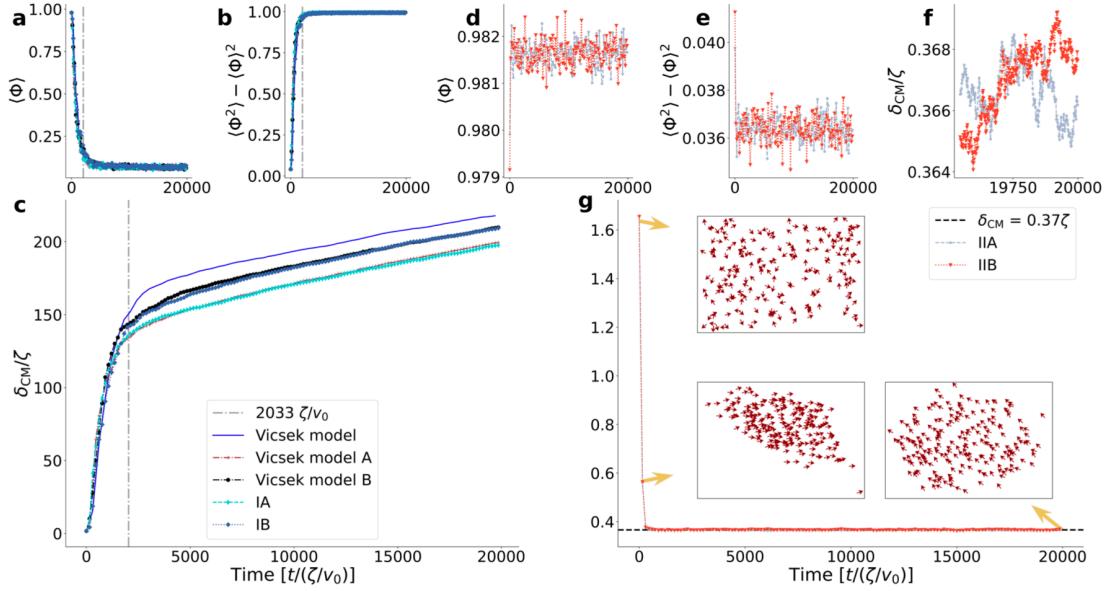 a
⟨Φ⟩
1.00
0.75
0.50
0.25
0
20000
b
⟨Φ²⟩ − ⟨Φ⟩²
1.00
0.75
0.50
0.25
0.00
0
20000
d
⟨Φ⟩
0.982
0.981
0.980
0.979
0
20000
e
⟨Φ²⟩ − ⟨Φ⟩²
0.040
0.038
0.036
0
20000
f
δCM/ζ
0.368
0.366
0.364
19750
20000
c
δCM/ζ
200
150
100
50
0
2033 ζ/v₀
Vicsek model
Vicsek model A
Vicsek model B
IA
IB
0
5000
10000
15000
20000
Time [t/(ζ/v₀)]
g
1.6
1.4
1.2
1.0
0.8
0.6
0.4
δCM = 0.37ζ
IIA
IIB
0
5000
10000
15000
20000
Time [t/(ζ/v₀)]